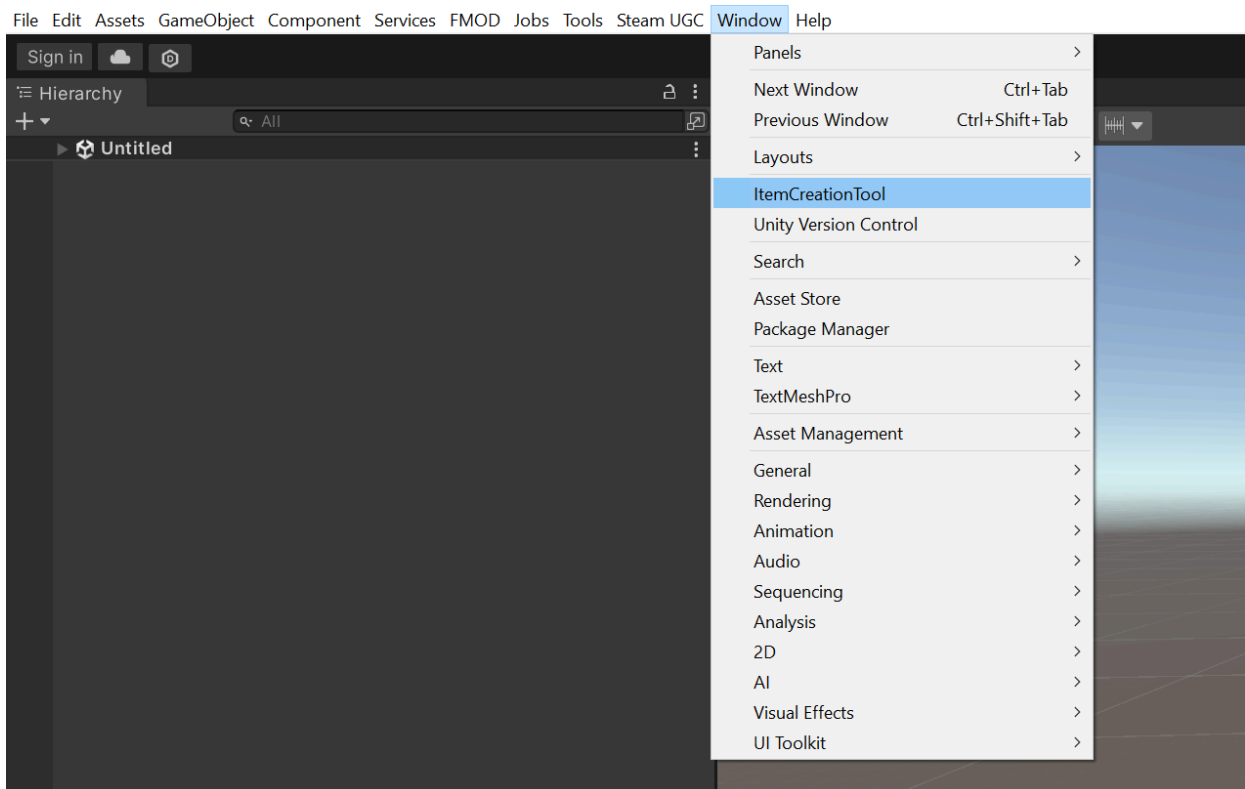 File Edit Assets GameObject Component Services FMOD Jobs Tools Steam UGC Window Help
Sign in
Hierarchy
All
Untitled
Panels
Next Window Ctrl+Tab
Previous Window Ctrl+Shift+Tab
Layouts
ItemCreationTool
Unity Version Control
Search
Asset Store
Package Manager
Text
TextMeshPro
Asset Management
General
Rendering
Animation
Audio
Sequencing
Analysis
2D
AI
Visual Effects
UI Toolkit